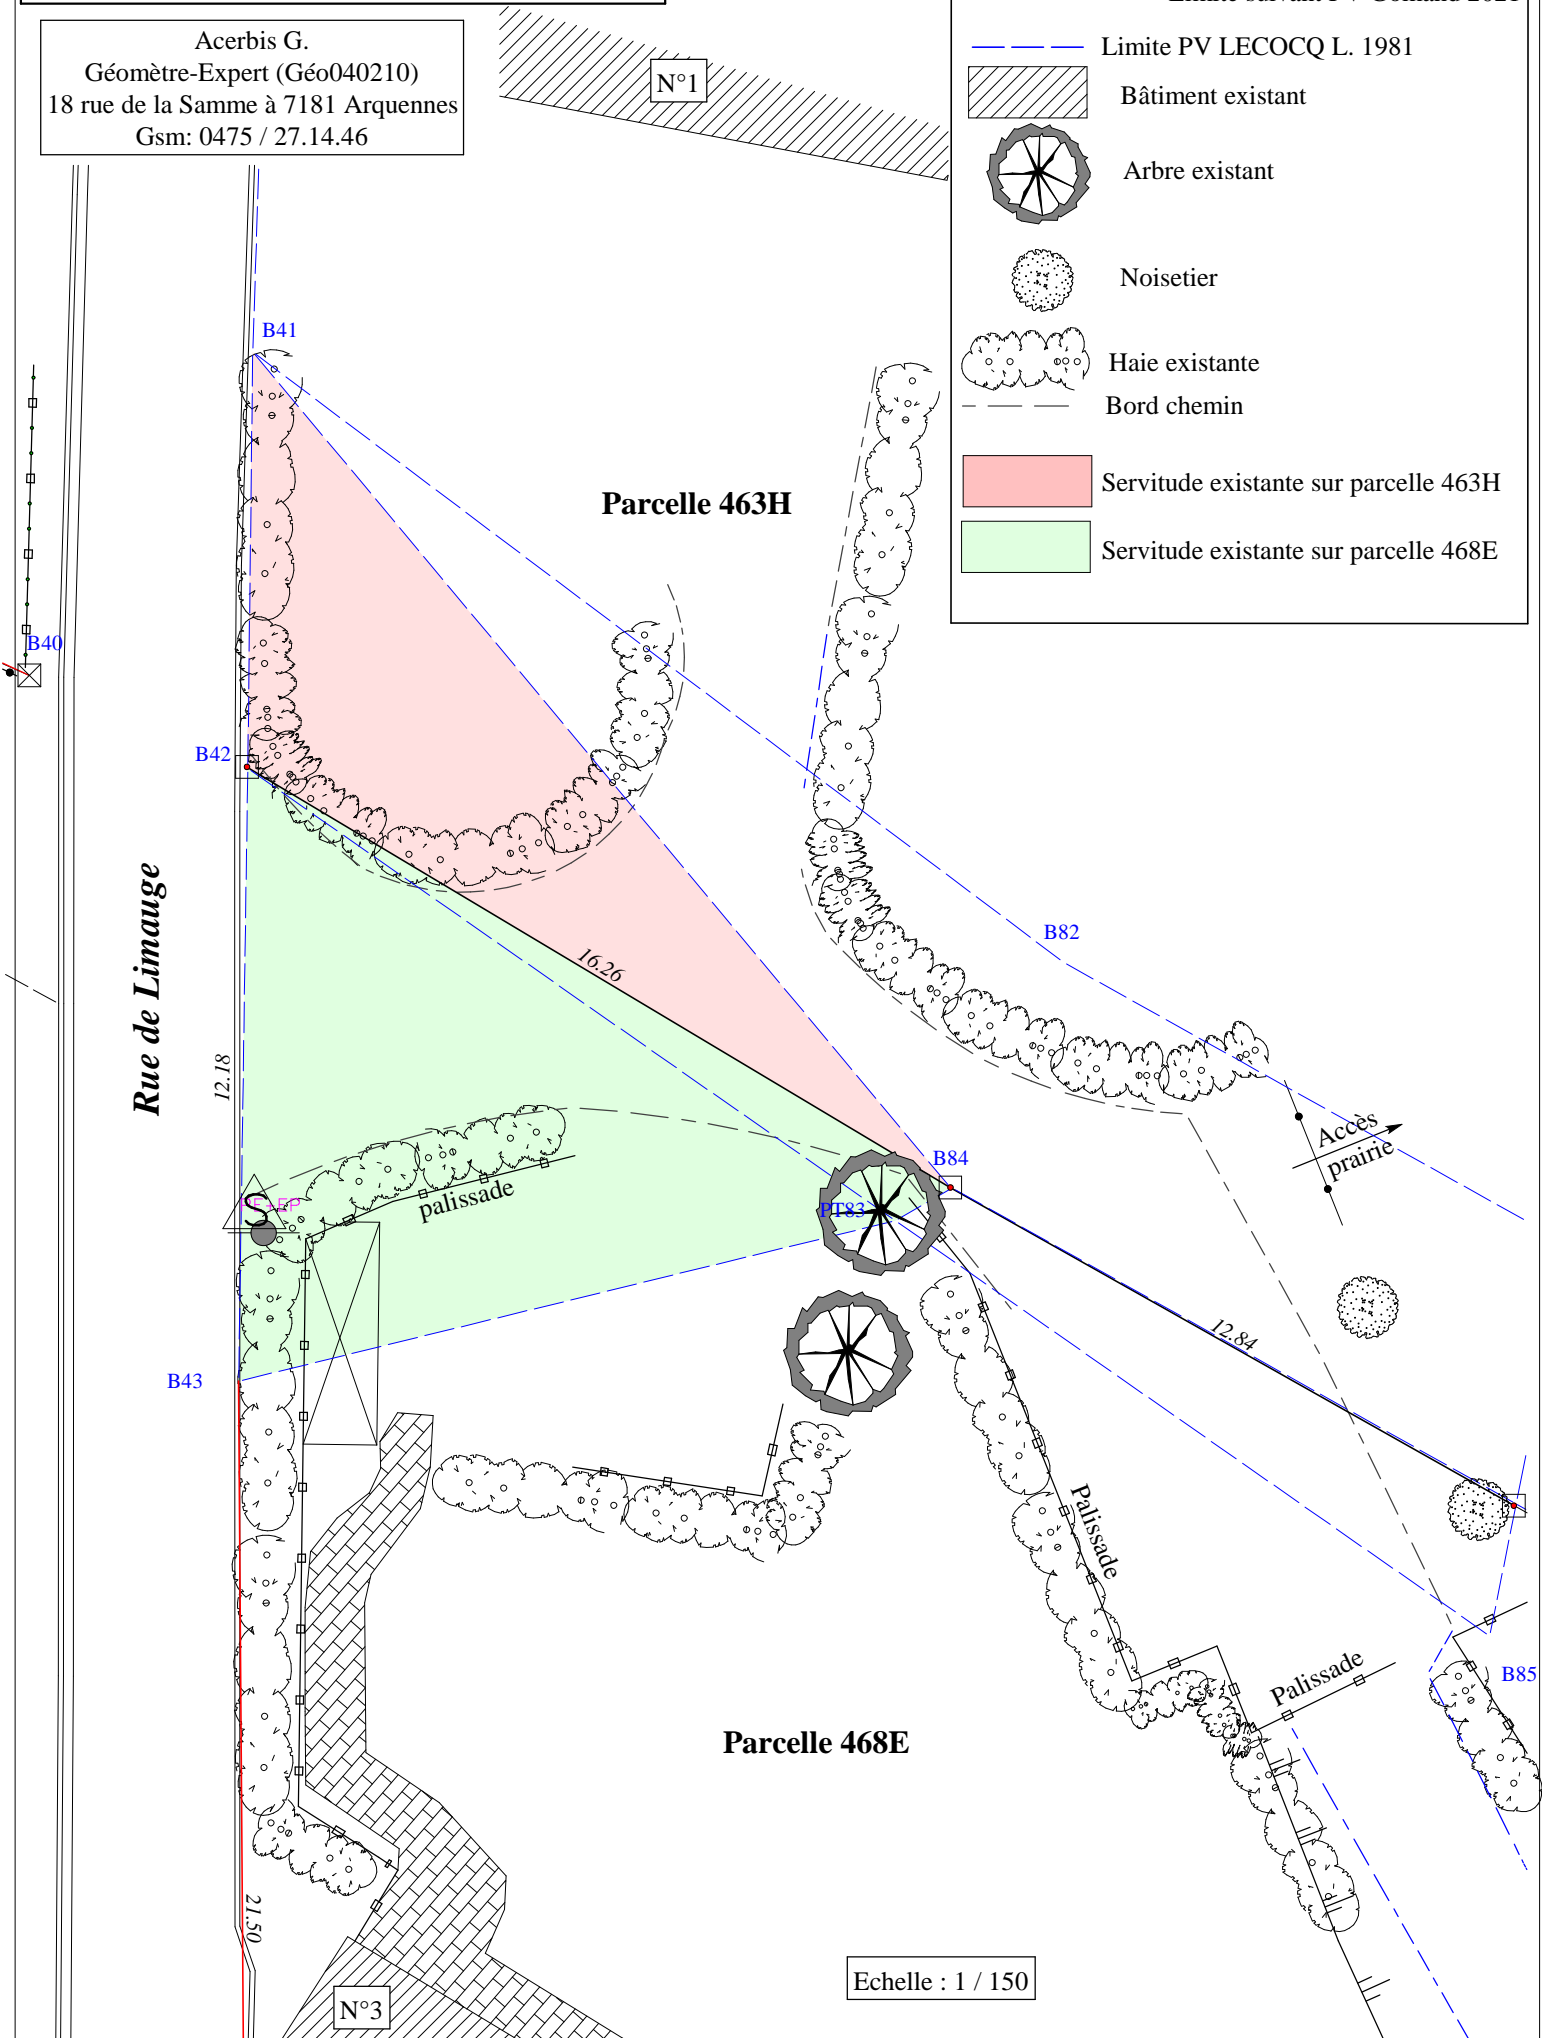 Acerbis G.
Géomètre-Expert (Géo040210)
18 rue de la Samme à 7181 Arquennes
Gsm: 0475 / 27.14.46
N°1
Limite PV LECOCQ L. 1981
Bâtiment existant
Arbre existant
Noisetier
Haie existante
Bord chemin
Servitude existante sur parcelle 463H
Servitude existante sur parcelle 468E
B41
Parcelle 463H
B40
B42
Rue de Limauge
16.26
B82
12.18
Accès
prairie
B84
palissade
S
PT83
12.84
B43
Palissade
Palissade
B85
Parcelle 468E
21.50
Echelle : 1 / 150
N°3